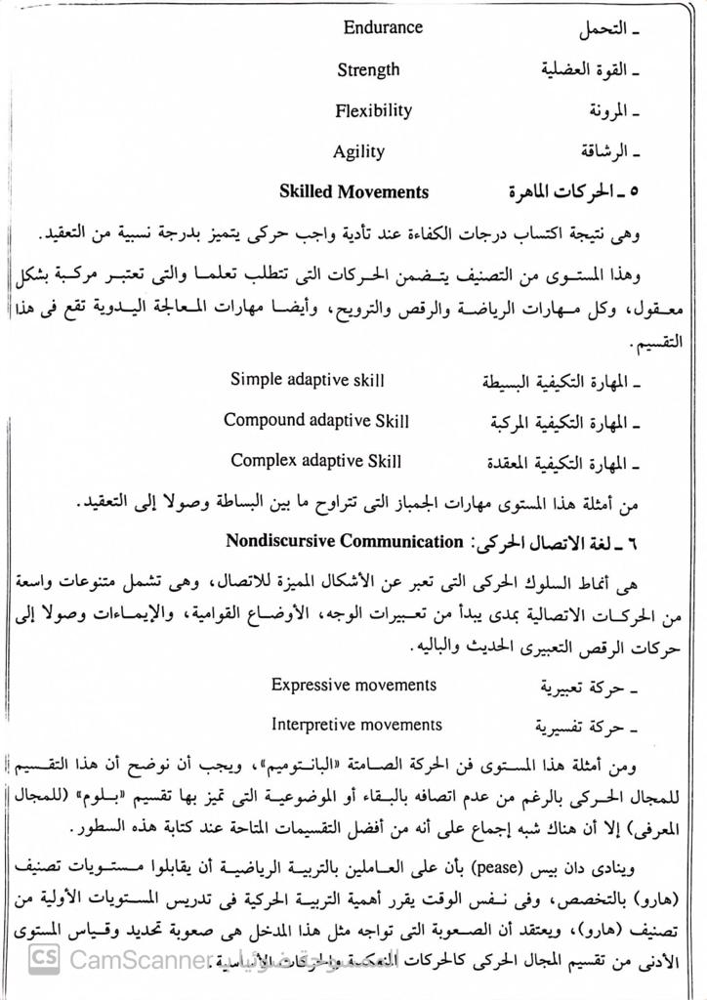 ـ التحمل Endurance
ـ القوة العضلية Strength
ـ المرونة Flexibility
ـ الرشاقة Agility
٥ ـ الحركات الماهرة Skilled Movements
وهى نتيجة اكتساب درجات الكفاءة عند تأدية واجب حركى يتميز بدرجة نسبية من التعقيد.
وهذا المستوى من التصنيف يتضمن الحركات التى تتطلب تعلما والتى تعتبر مركبة بشكل
معقول، وكل مهارات الرياضة والرقص والترويح، وأيضا مهارات المعالجة اليدوية تقع فى هذا
التقسيم.
ـ المهارة التكيفية البسيطة Simple adaptive skill
ـ المهارة التكيفية المركبة Compound adaptive Skill
ـ المهارة التكيفية المعقدة Complex adaptive Skill
من أمثلة هذا المستوى مهارات الجمباز التى تتراوح ما بين البساطة وصولا إلى التعقيد.
٦ ـ لغة الاتصال الحركى: Nondiscursive Communication
هى أنماط السلوك الحركى التى تعبر عن الأشكال المميزة للاتصال، وهى تشمل متنوعات واسعة
من الحركات الاتصالية بمدى يبدأ من تعبيرات الوجه، الأوضاع القوامية، والإيماءات وصولا إلى
حركات الرقص التعبيرى الحديث والباليه.
ـ حركة تعبيرية Expressive movements
ـ حركة تفسيرية Interpretive movements
ومن أمثلة هذا المستوى فن الحركة الصامتة «البانتوميم»، ويجب أن نوضح أن هذا التقسيم
للمجال الحركى بالرغم من عدم اتصافه بالبقاء أو الموضوعية التى تميز بها تقسيم «بلوم» (للمجال
المعرفى) إلا أن هناك شبه إجماع على أنه من أفضل التقسيمات المتاحة عند كتابة هذه السطور.
وينادى دان بيس (pease) بأن على العاملين بالتربية الرياضية أن يقابلوا مستويات تصنيف
(هارو) بالتخصص، وفى نفس الوقت يقرر أهمية التربية الحركية فى تدريس المستويات الأولية من
تصنيف (هارو)، ويعتقد أن الصعوبة التى تواجه مثل هذا المدخل هى صعوبة تحديد وقياس المستوى
الأدنى من تقسيم المجال الحركى كالحركات المنعكسة والحركات الأساسية.
CS الممسوحة ضوئيا بـ CamScanner